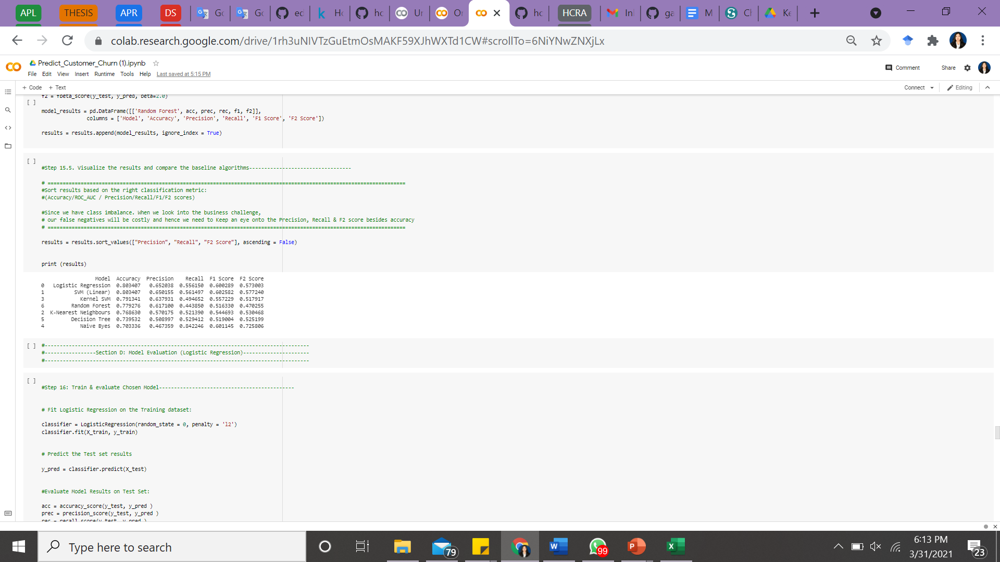 APL THESIS APR DS HCRA
colab.research.google.com/drive/1rh3uNIVTzGuEtmOsMAKF59XJhWXTd1CW#scrollTo=6NiYNwZNXjLx
Predict_Customer_Churn (1).ipynb
Comment Share
File Edit View Insert Runtime Tools Help Last saved at 5:15 PM
+ Code + Text Connect Editing
f2 = fbeta_score(y_test, y_pred, beta=2.0)
[ ]
model_results = pd.DataFrame([['Random Forest', acc, prec, rec, f1, f2]],
columns = ['Model', 'Accuracy', 'Precision', 'Recall', 'F1 Score', 'F2 Score'])
results = results.append(model_results, ignore_index = True)
[ ]
#Step 15.5. Visualize the results and compare the baseline algorithms----------------------------------
# =======================================================================================================================
#Sort results based on the right classification metric:
#(Accuracy/ROC_AUC / Precision/Recall/F1/F2 scores)
#Since we have class imbalance. When we look into the business challenge,
# our false negatives will be costly and hence we need to Keep an eye onto the Precision, Recall & F2 score besides accuracy
# =======================================================================================================================
results = results.sort_values(["Precision", "Recall", "F2 Score"], ascending = False)
print (results)
Model Accuracy Precision Recall F1 Score F2 Score
0 Logistic Regression 0.803407 0.652038 0.556150 0.600289 0.573003
1 SVM (Linear) 0.803407 0.650155 0.561497 0.602582 0.577240
3 Kernel SVM 0.791341 0.637931 0.494652 0.557229 0.517917
6 Random Forest 0.779276 0.617100 0.443850 0.516330 0.470255
2 K-Nearest Neighbours 0.768630 0.570175 0.521390 0.544693 0.530468
5 Decision Tree 0.739532 0.508997 0.529412 0.519004 0.525199
4 Naive Byes 0.703336 0.467359 0.842246 0.601145 0.725806
[ ] #----------------------------------------------------------------------------------------
#-----------------Section D: Model Evaluation (Logistic Regression)----------------------
#----------------------------------------------------------------------------------------
[ ]
#Step 16: Train & evaluate Chosen Model---------------------------------------------
# Fit Logistic Regression on the Training dataset:
classifier = LogisticRegression(random_state = 0, penalty = 'l2')
classifier.fit(X_train, y_train)
# Predict the Test set results
y_pred = classifier.predict(X_test)
#Evaluate Model Results on Test Set:
acc = accuracy_score(y_test, y_pred )
prec = precision_score(y_test, y_pred )
rec = recall_score(y_test, y_pred )
Type here to search
79
99
6:13 PM
3/31/2021
23